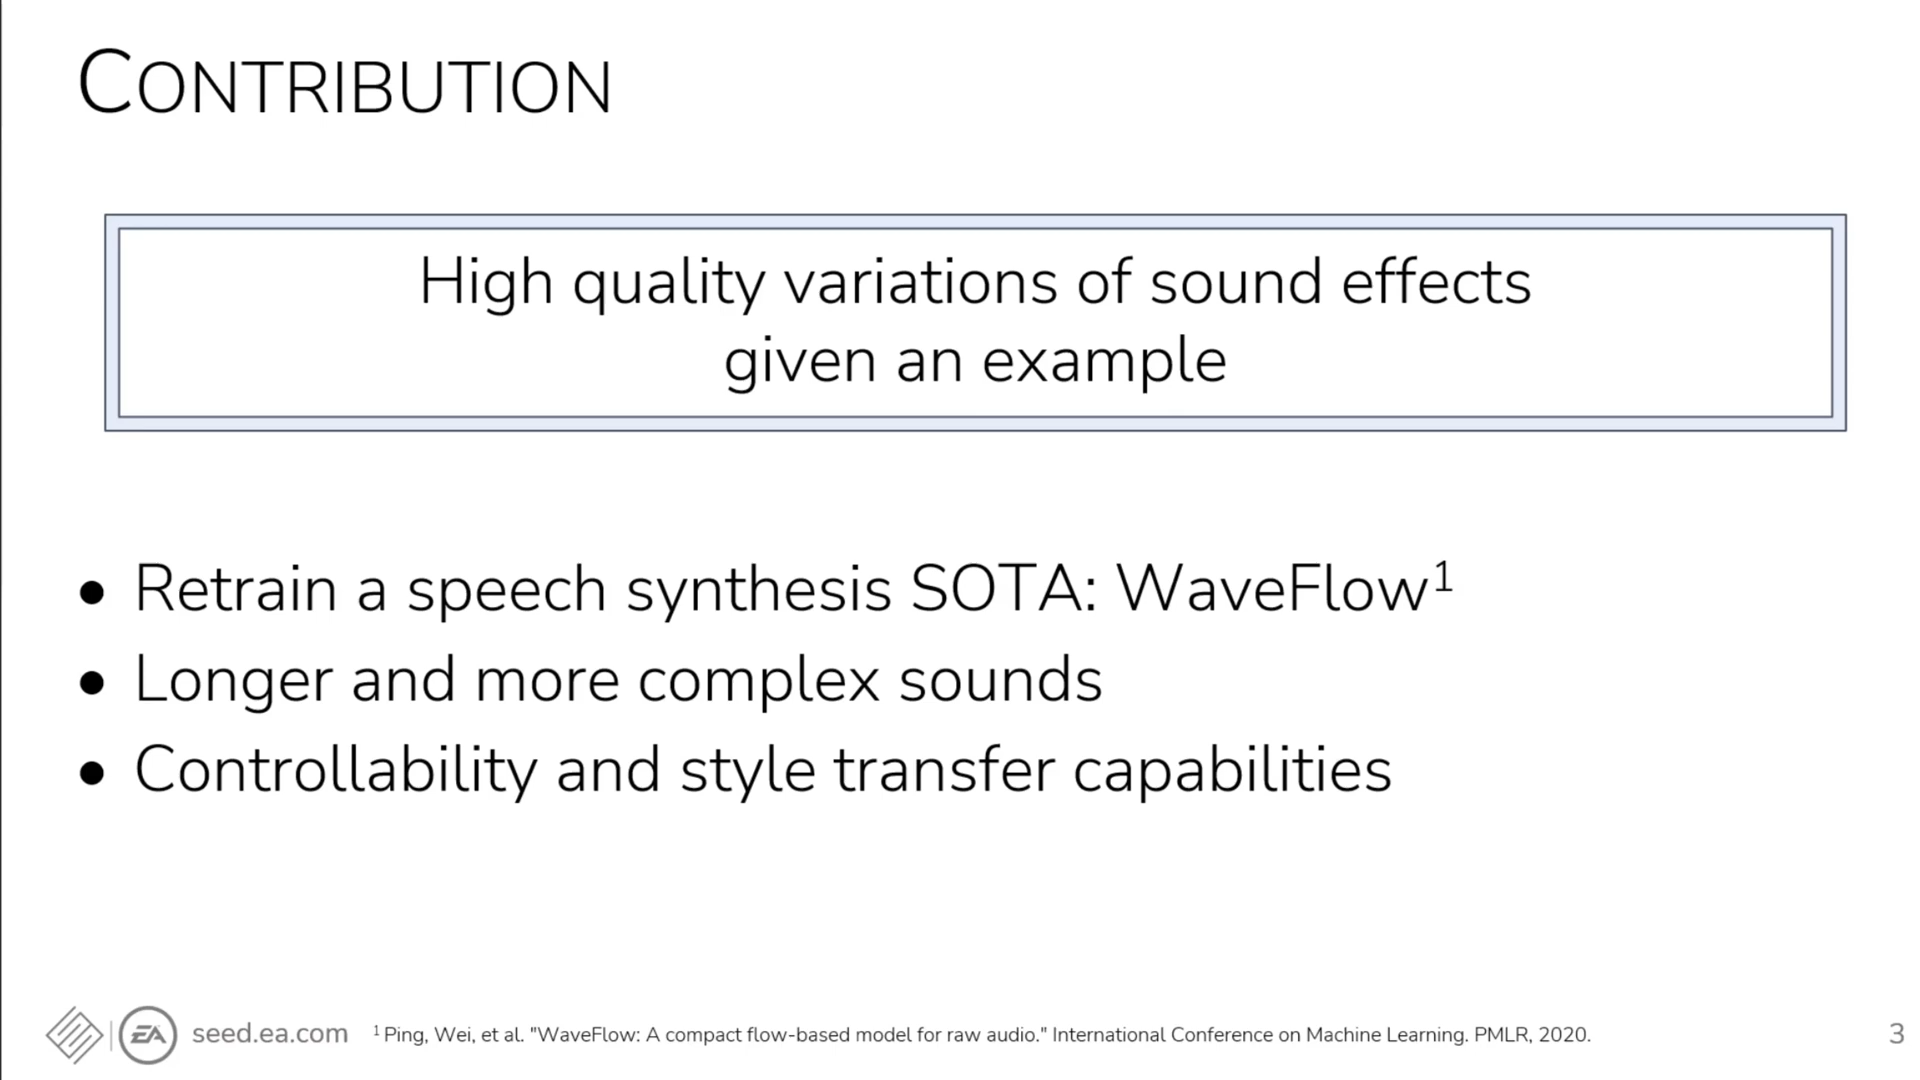 CONTRIBUTION
High quality variations of sound effects
given an example
• Retrain a speech synthesis SOTA: WaveFlow¹
• Longer and more complex sounds
• Controllability and style transfer capabilities
EA seed.ea.com ¹ Ping, Wei, et al. "WaveFlow: A compact flow-based model for raw audio." International Conference on Machine Learning. PMLR, 2020. 3